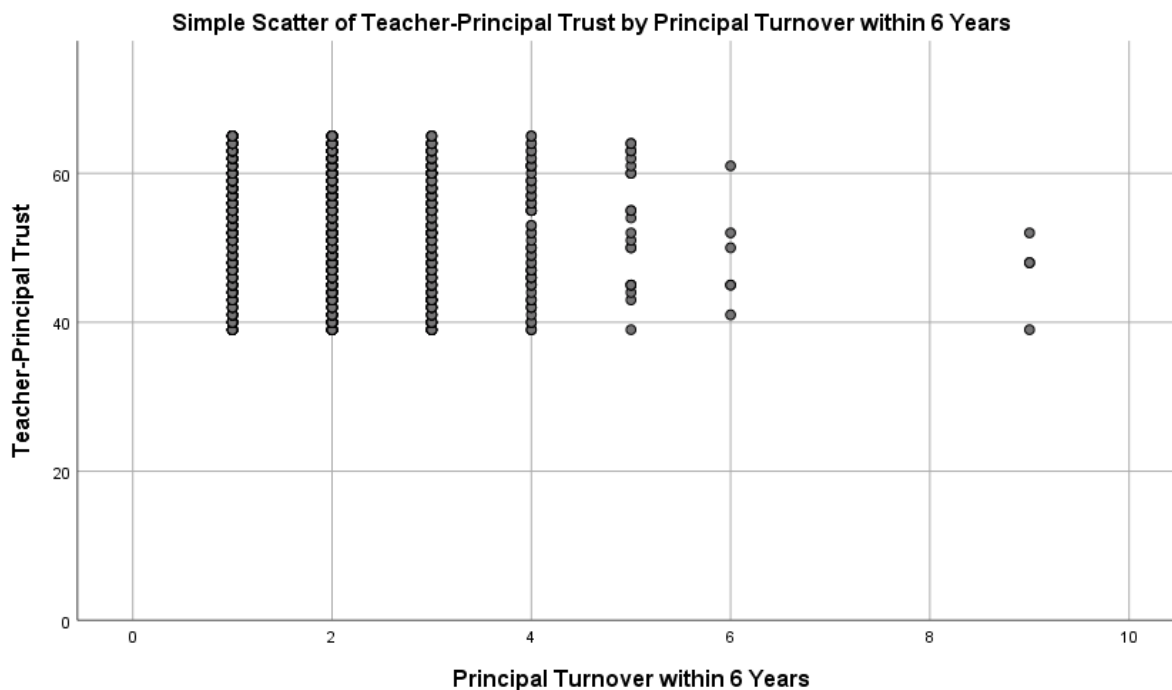 Simple Scatter of Teacher-Principal Trust by Principal Turnover within 6 Years
Teacher-Principal Trust
60
40
20
0
0 2 4 6 8 10
Principal Turnover within 6 Years